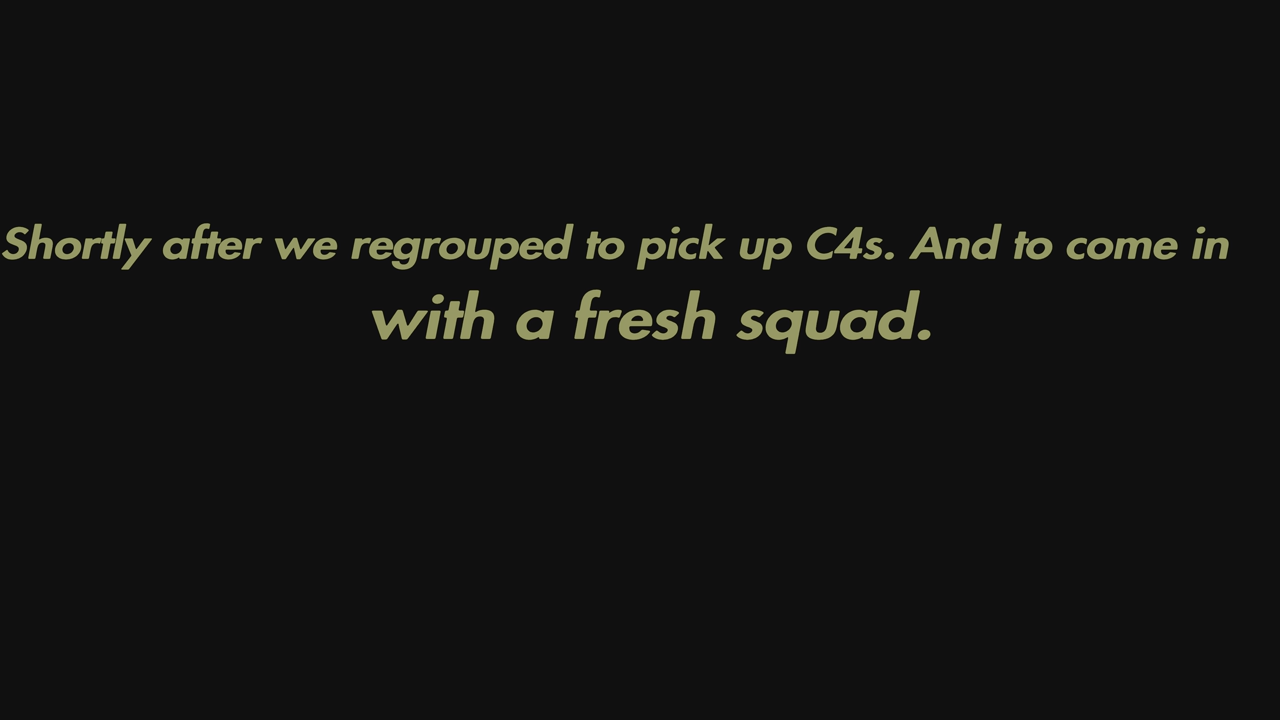 Shortly after we regrouped to pick up C4s. And to come in
with a fresh squad.